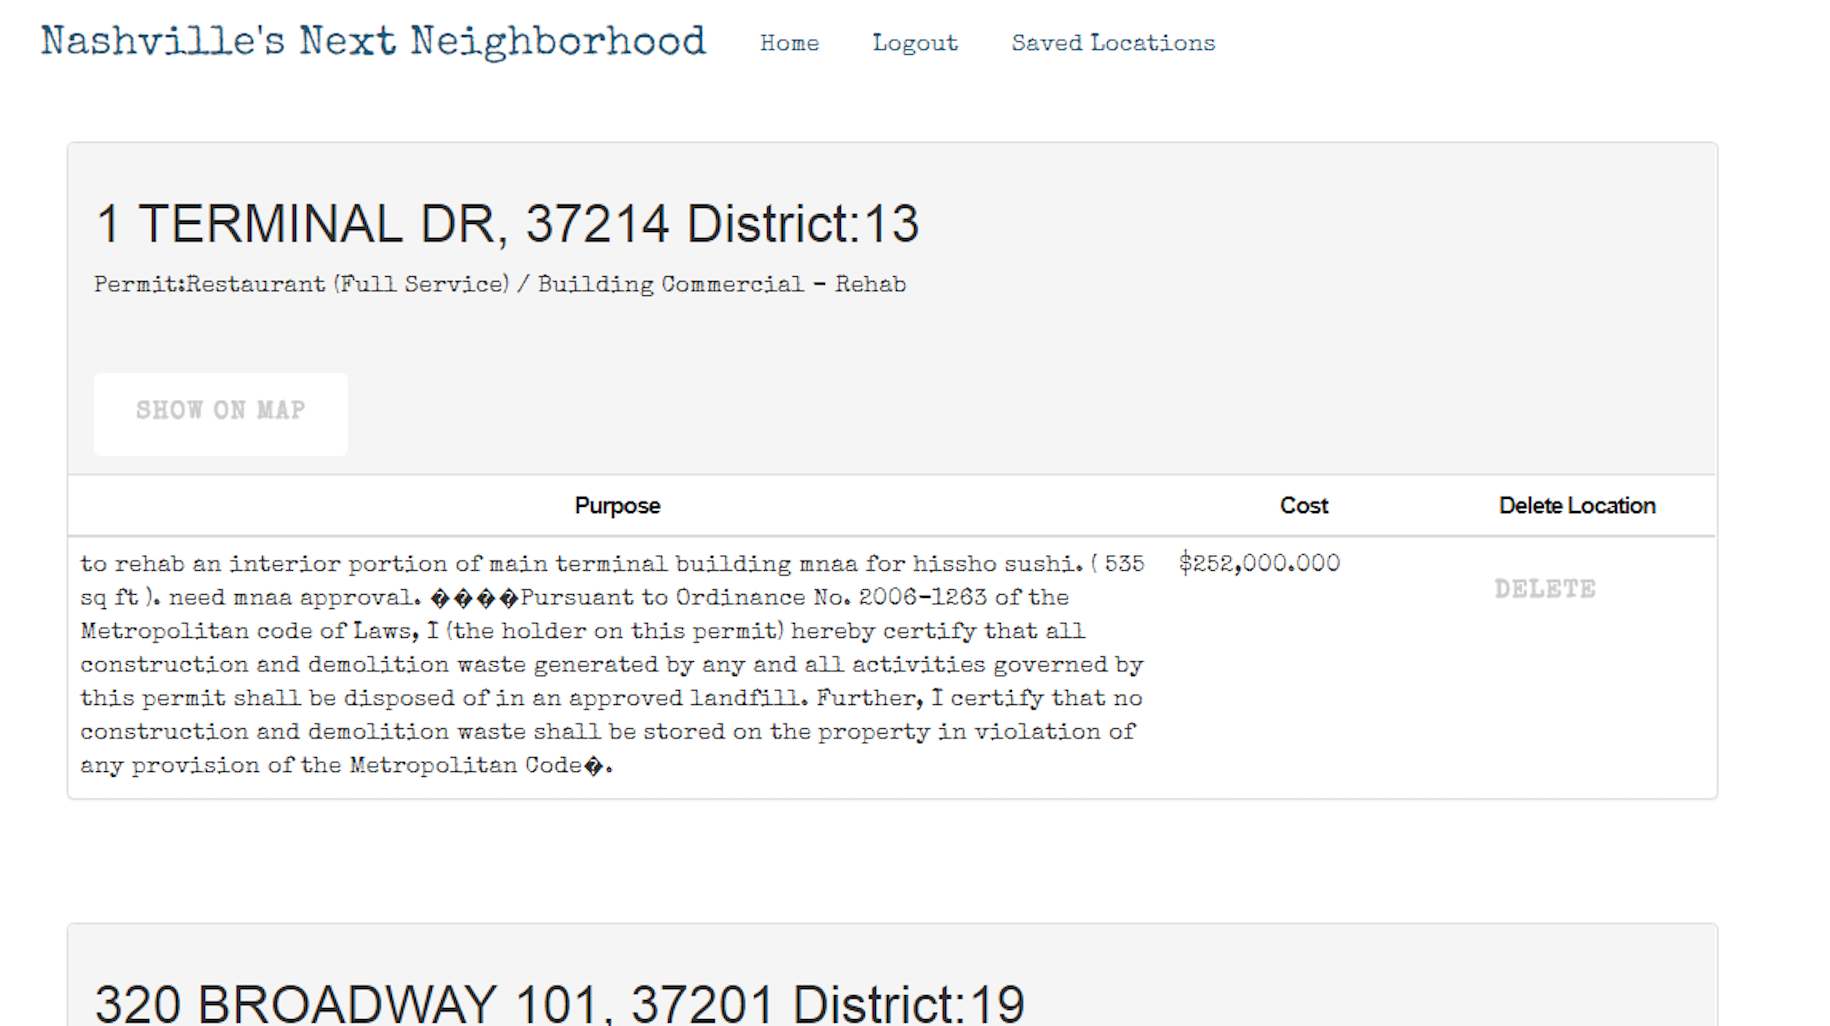 Nashville's Next Neighborhood Home Logout Saved Locations
1 TERMINAL DR, 37214 District:13
Permit:Restaurant (Full Service) / Building Commercial - Rehab
SHOW ON MAP
Purpose Cost Delete Location
to rehab an interior portion of main terminal building mnaa for hissho sushi. ( 535 $252,000.000
sq ft ). need mnaa approval. ����Pursuant to Ordinance No. 2006-1263 of the DELETE
Metropolitan code of Laws, I (the holder on this permit) hereby certify that all
construction and demolition waste generated by any and all activities governed by
this permit shall be disposed of in an approved landfill. Further, I certify that no
construction and demolition waste shall be stored on the property in violation of
any provision of the Metropolitan Code�.
320 BROADWAY 101, 37201 District:19